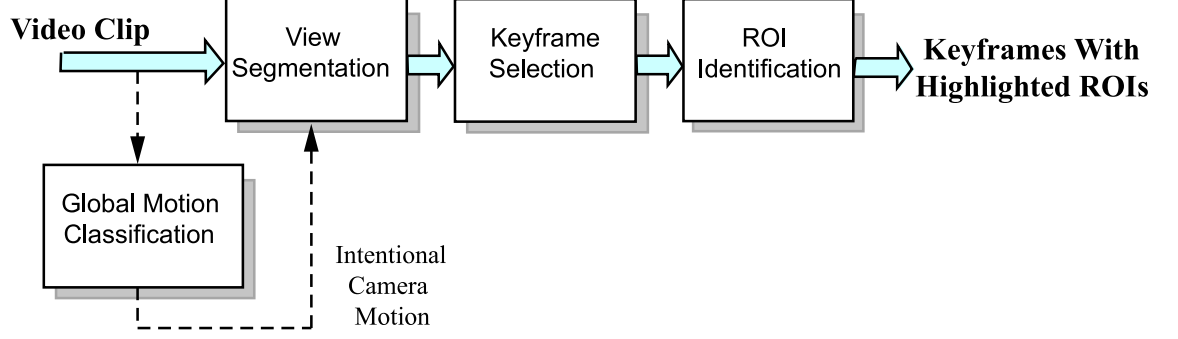 Video Clip
View
Segmentation
Keyframe
Selection
ROI
Identification
Keyframes With
Highlighted ROIs
Global Motion
Classification
Intentional
Camera
Motion